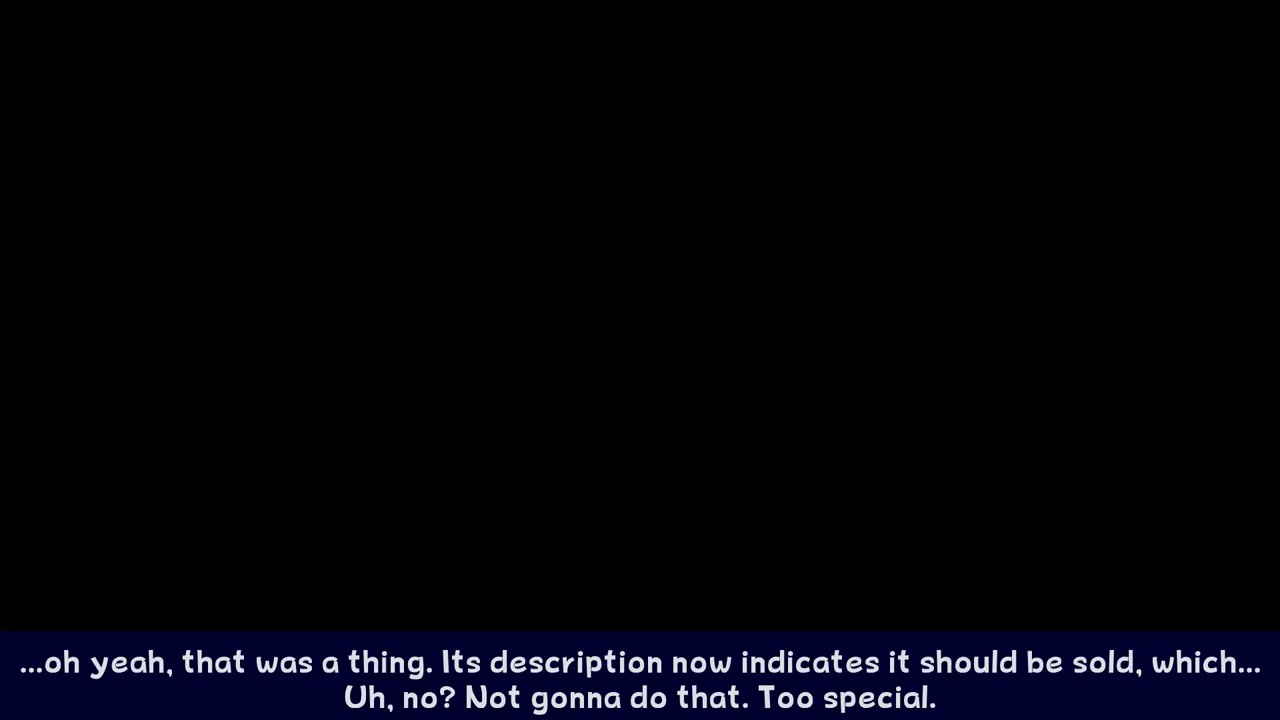 ...oh yeah, that was a thing. Its description now indicates it should be sold, which...
Uh, no? Not gonna do that. Too special.